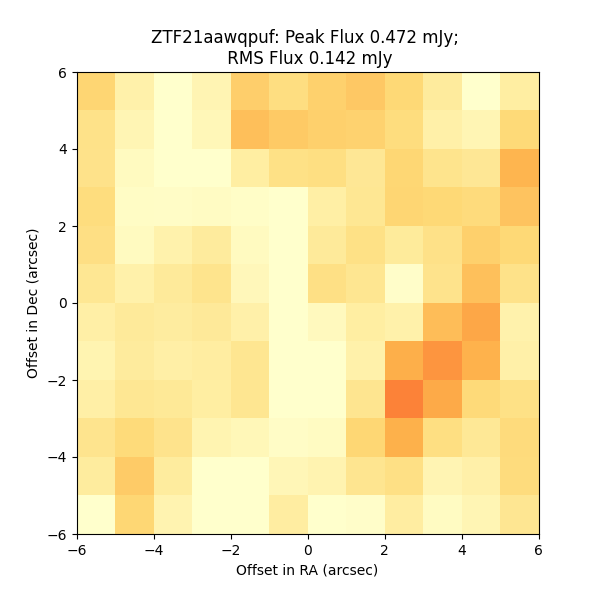 ZTF21aawqpuf: Peak Flux 0.472 mJy;
RMS Flux 0.142 mJy
6
4
2
0
−2
−4
−6
Offset in Dec (arcsec)
−6 −4 −2 0 2 4 6
Offset in RA (arcsec)